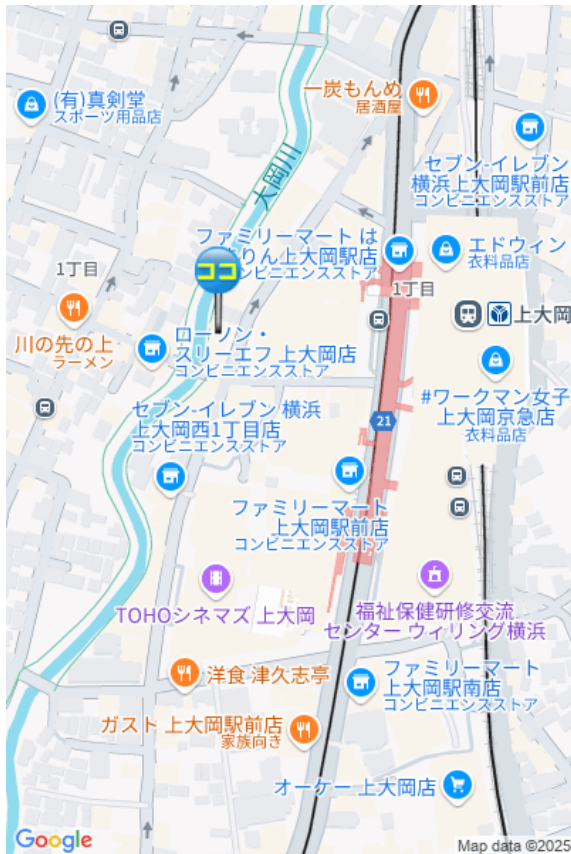 一炭もんめ
居酒屋
(有)真剣堂
スポーツ用品店
大岡川
セブン-イレブン
横浜上大岡駅前店
コンビニエンスストア
ファミリーマート は
りん上大岡駅店
コンビニエンスストア
エドウィン
衣料品店
ココ
1丁目
1丁目
上大岡
川の先の上
ラーメン
ローソン・
スリーエフ 上大岡店
コンビニエンスストア
#ワークマン女子
上大岡京急店
衣料品店
セブン-イレブン 横浜
上大岡西1丁目店
コンビニエンスストア
21
ファミリーマート
上大岡駅前店
コンビニエンスストア
TOHOシネマズ 上大岡
福祉保健研修交流
センター ウィリング横浜
洋食 津久志亭
ファミリーマート
上大岡駅南店
コンビニエンスストア
ガスト 上大岡駅前店
家族向き
オーケー 上大岡店
Google
Map data ©2025